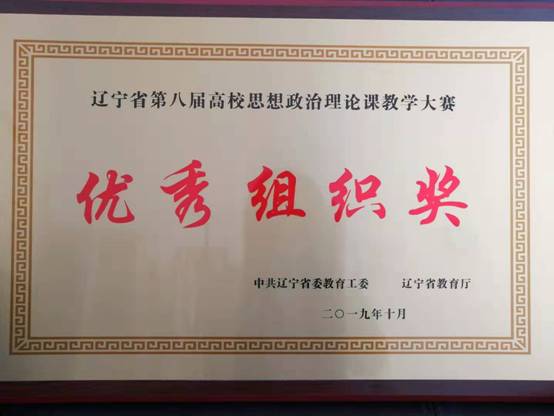 辽宁省第八届高校思想政治理论课教学大赛
优秀组织奖
中共辽宁省委教育工委 辽宁省教育厅
二〇一九年十月